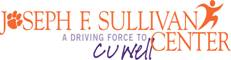 JOSEPH F. SULLIVAN
A DRIVING FORCE TO
CU Well CENTER